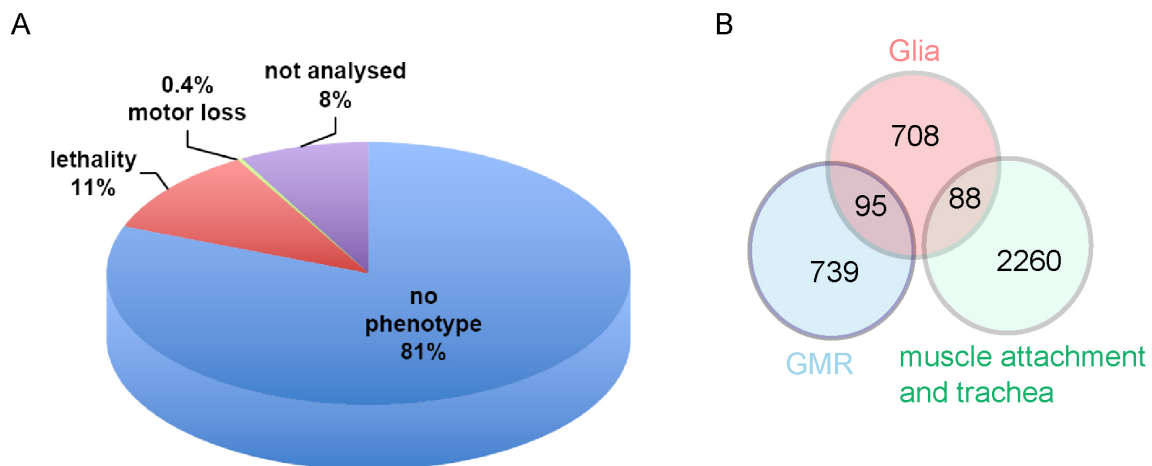 A
0.4%
motor loss
not analysed
8%
lethality
11%
no
phenotype
81%
B
Glia
708
95
88
739
2260
GMR
muscle attachment
and trachea